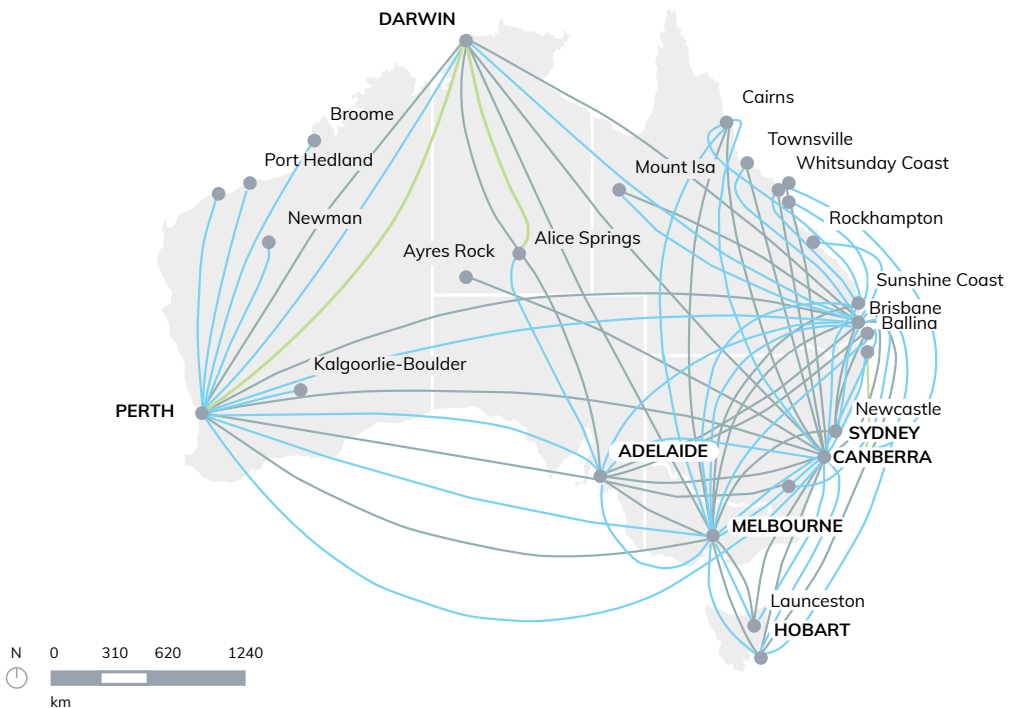 DARWIN
Cairns
Broome
Townsville
Port Hedland
Mount Isa
Whitsunday Coast
Newman
Rockhampton
Ayres Rock
Alice Springs
Sunshine Coast
Brisbane
Ballina
Kalgoorlie-Boulder
PERTH
Newcastle
SYDNEY
ADELAIDE
CANBERRA
MELBOURNE
Launceston
HOBART
N 0 310 620 1240
km